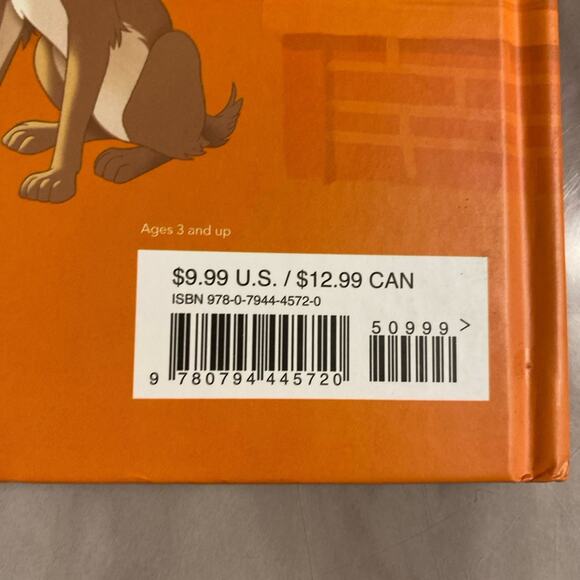 Ages 3 and up
$9.99 U.S. / $12.99 CAN
ISBN 978-0-7944-4572-0
50999 >
9 780794 445720